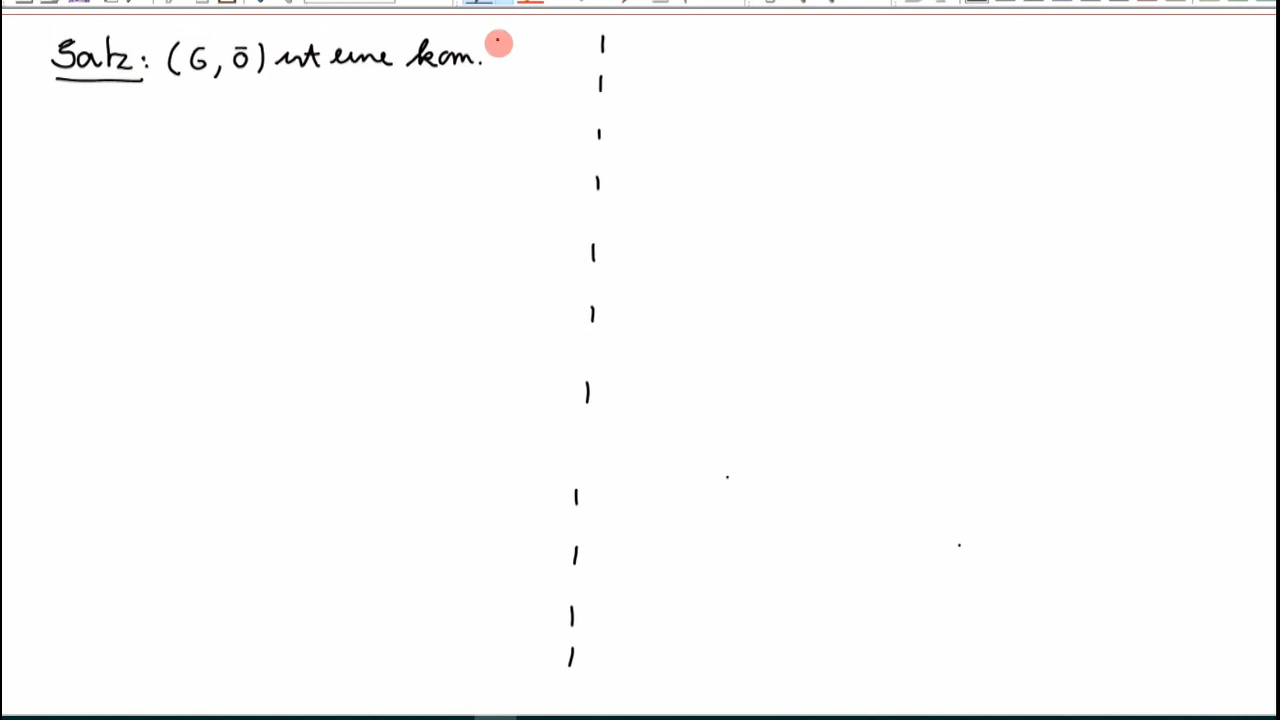 Satz: (G, ō) ist eine kom.